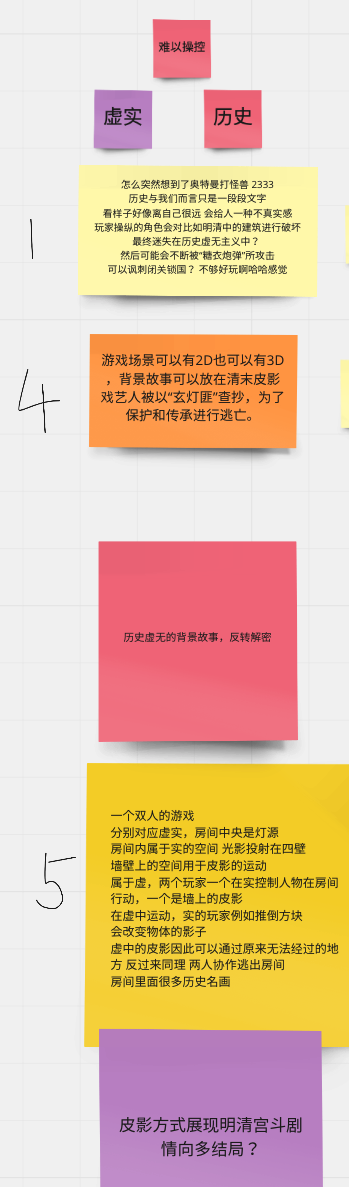 难以操控
虚实
历史
怎么突然想到了奥特曼打怪兽 2333
历史与我们而言只是一段段文字
看样子好像离自己很远 会给人一种不真实感
玩家操纵的角色会对比如明清中的建筑进行破坏
最终迷失在历史虚无主义中？
然后可能会不断被“糖衣炮弹”所攻击
可以讽刺闭关锁国？ 不够好玩啊哈哈感觉
1
游戏场景可以有2D也可以有3D
，背景故事可以放在清末皮影
戏艺人被以“玄灯匪”查抄，为了
保护和传承进行逃亡。
4
历史虚无的背景故事，反转解密
一个双人的游戏
分别对应虚实，房间中央是灯源
房间内属于实的空间 光影投射在四壁
墙壁上的空间用于皮影的运动
属于虚，两个玩家一个在实控制人物在房间
行动，一个是墙上的皮影
在虚中运动，实的玩家例如推倒方块
会改变物体的影子
虚中的皮影因此可以通过原来无法经过的地
方 反过来同理 两人协作逃出房间
房间里面很多历史名画
5
皮影方式展现明清宫斗剧
情向多结局？